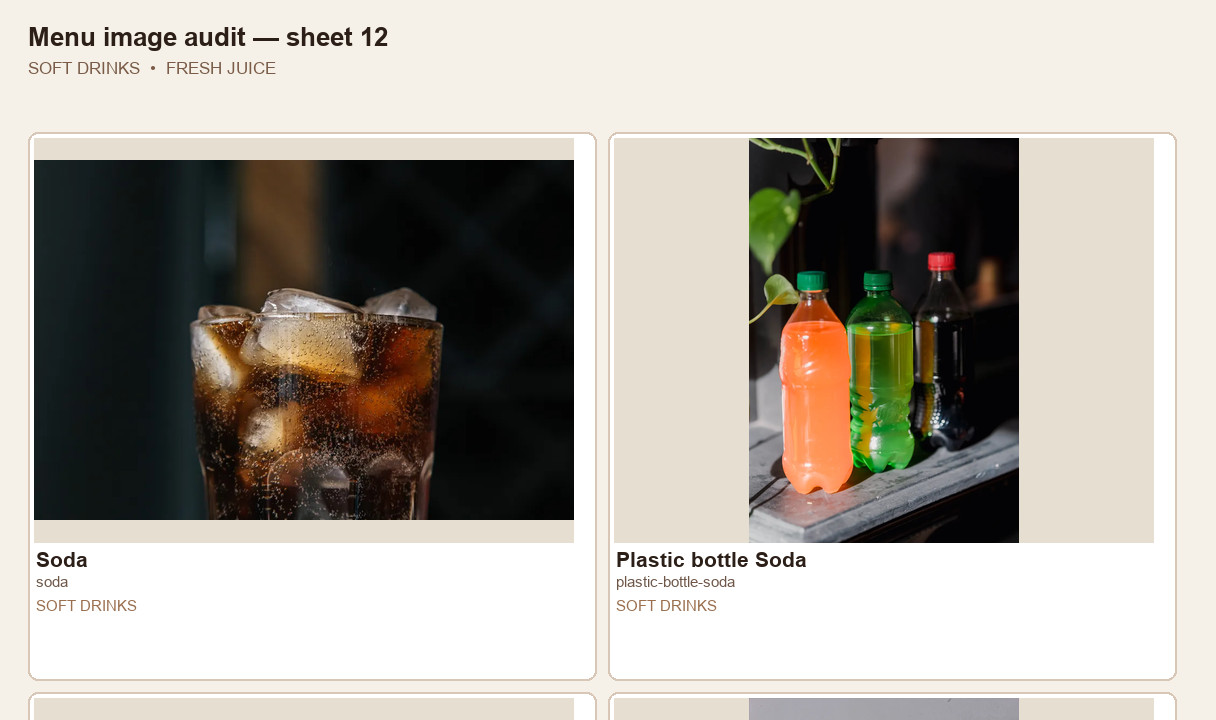 Menu image audit — sheet 12
SOFT DRINKS • FRESH JUICE
Soda
soda
SOFT DRINKS
Plastic bottle Soda
plastic-bottle-soda
SOFT DRINKS